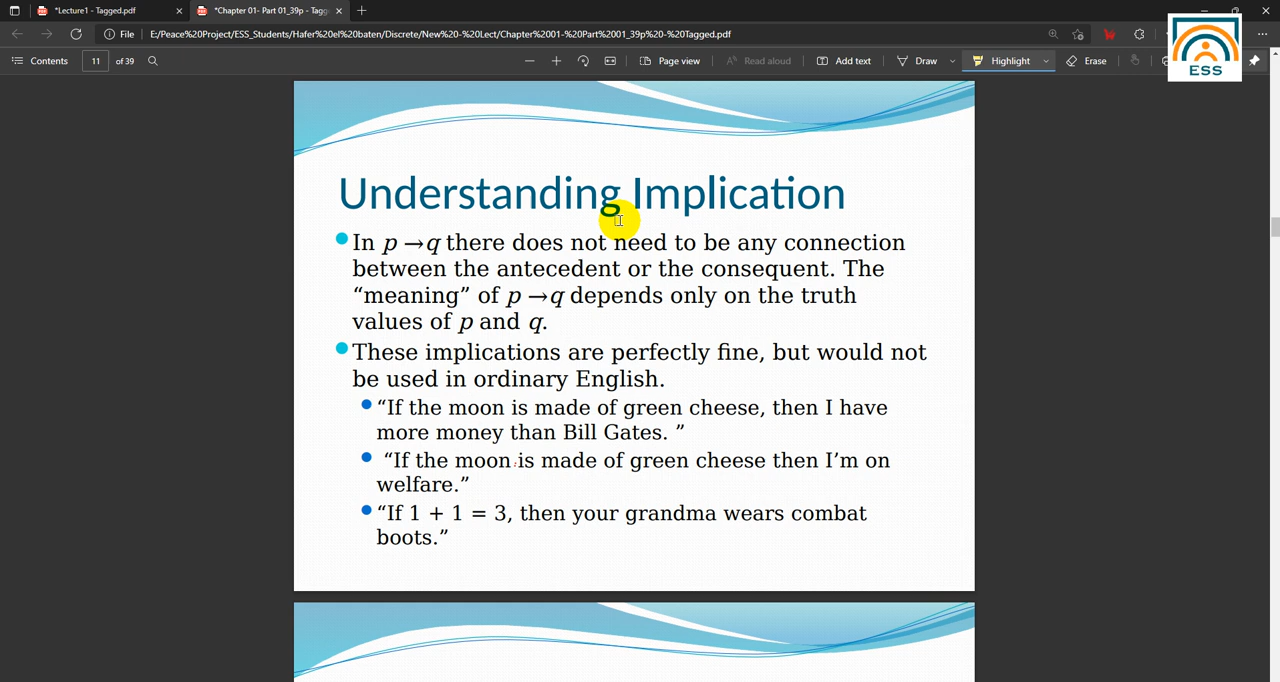 *Lecture1 - Tagged.pdf
*Chapter 01- Part 01_39p - Tagg
File
E:/Peace%20Project/ESS_Students/Hafer%20el%20baten/Discrete/New%20-%20Lect/Chapter%2001-%20Part%2001_39p%20-%20Tagged.pdf
Contents
11
of 39
Page view
Read aloud
Add text
Draw
Highlight
Erase
ESS
Understanding Implication
In p →q there does not need to be any connection
between the antecedent or the consequent. The
“meaning” of p →q depends only on the truth
values of p and q.
These implications are perfectly fine, but would not
be used in ordinary English.
“If the moon is made of green cheese, then I have
more money than Bill Gates. ”
“If the moon is made of green cheese then I’m on
welfare.”
“If 1 + 1 = 3, then your grandma wears combat
boots.”